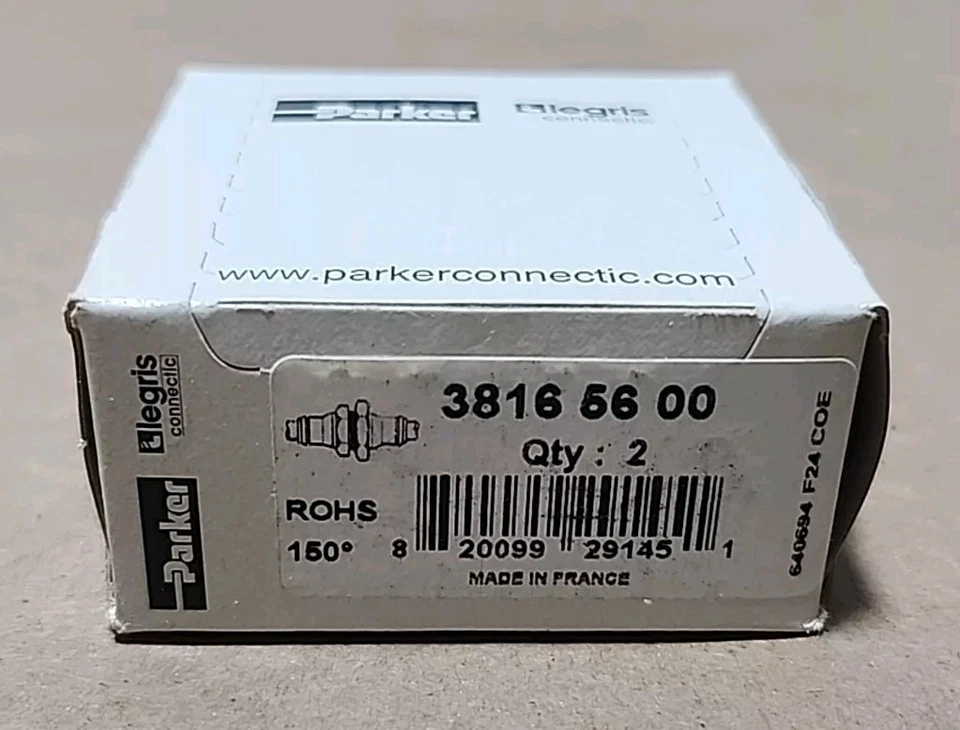 Parker
legris
connectic
www.parkerconnectic.com
legris
connectic
Parker
3816 56 00
Qty : 2
ROHS
150°
8 20099 29145 1
MADE IN FRANCE
640694 F24 COE